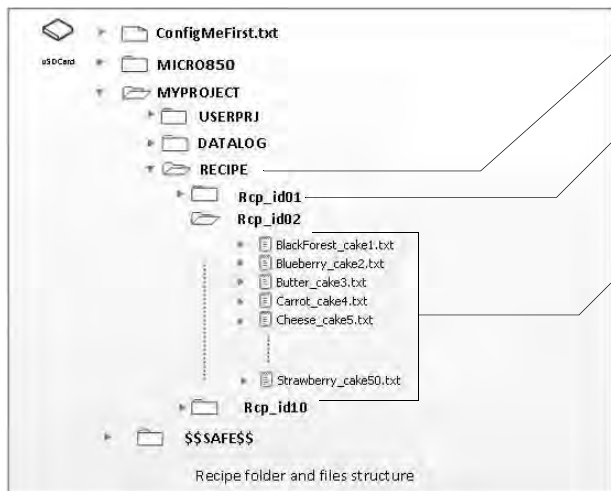 ConfigMeFirst.txt
uSDCard
MICRO850
MYPROJECT
USERPRJ
DATALOG
RECIPE
Rcp_id01
Rcp_id02
BlackForest_cake1.txt
Blueberry_cake2.txt
Butter_cake3.txt
Carrot_cake4.txt
Cheese_cake5.txt
Strawberry_cake50.txt
Rcp_id10
$$SAFE$$
Recipe folder and files structure